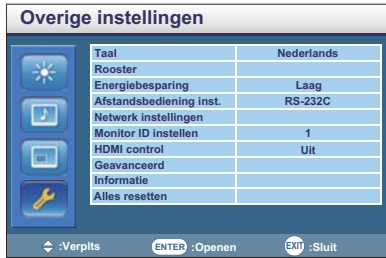 Overige instellingen
Taal Nederlands
Rooster
Energiebesparing Laag
Afstandsbediening inst. RS-232C
Netwerk instellingen
Monitor ID instellen 1
HDMI control Uit
Geavanceerd
Informatie
Alles resetten
:Verplts ENTER :Openen EXIT :Sluit